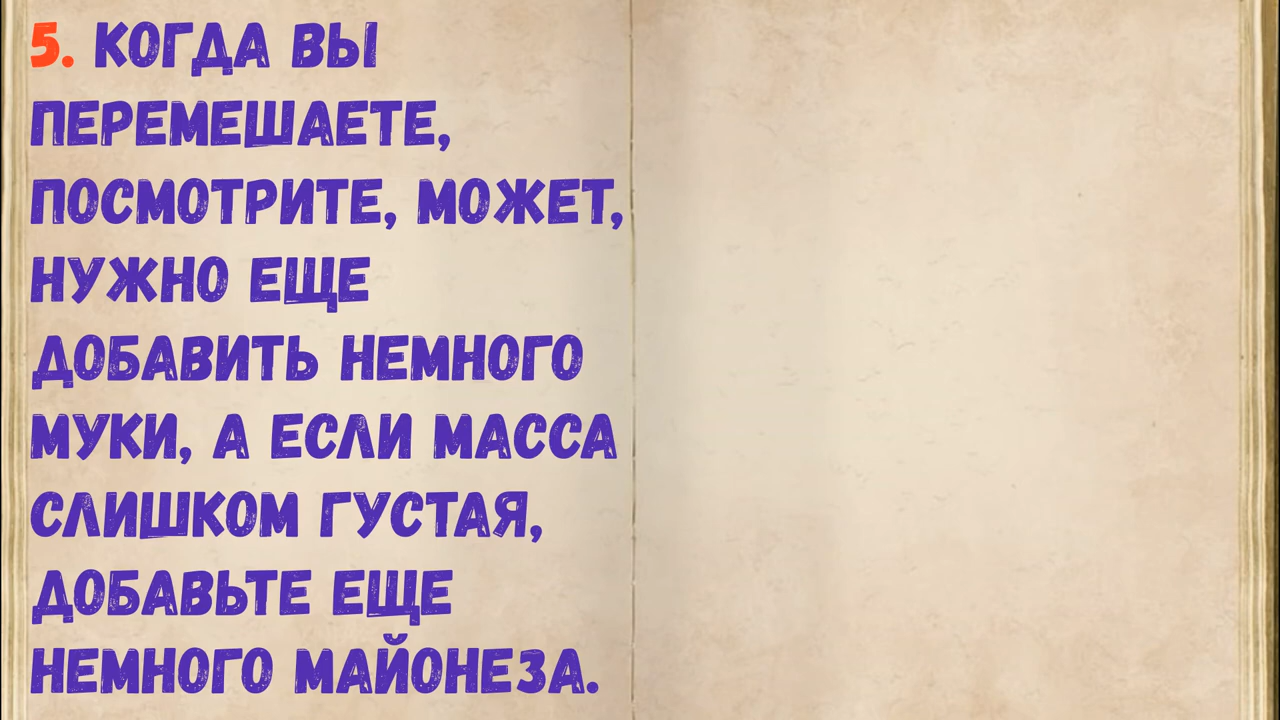 5. КОГДА ВЫ
ПЕРЕМЕШАЕТЕ,
ПОСМОТРИТЕ, МОЖЕТ,
НУЖНО ЕЩЕ
ДОБАВИТЬ НЕМНОГО
МУКИ, А ЕСЛИ МАССА
СЛИШКОМ ГУСТАЯ,
ДОБАВЬТЕ ЕЩЕ
НЕМНОГО МАЙОНЕЗА.